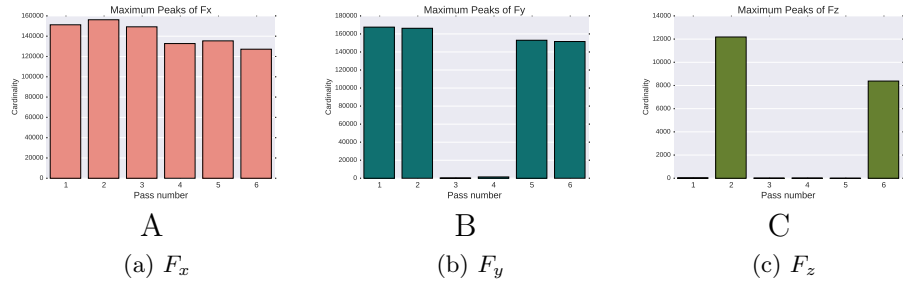 Maximum Peaks of Fx
160000
140000
120000
100000
80000
60000
40000
20000
0
Cardinality
1 2 3 4 5 6
Pass number
A
(a) Fx
Maximum Peaks of Fy
180000
160000
140000
120000
100000
80000
60000
40000
20000
0
Cardinality
1 2 3 4 5 6
Pass number
B
(b) Fy
Maximum Peaks of Fz
14000
12000
10000
8000
6000
4000
2000
0
Cardinality
1 2 3 4 5 6
Pass number
C
(c) Fz